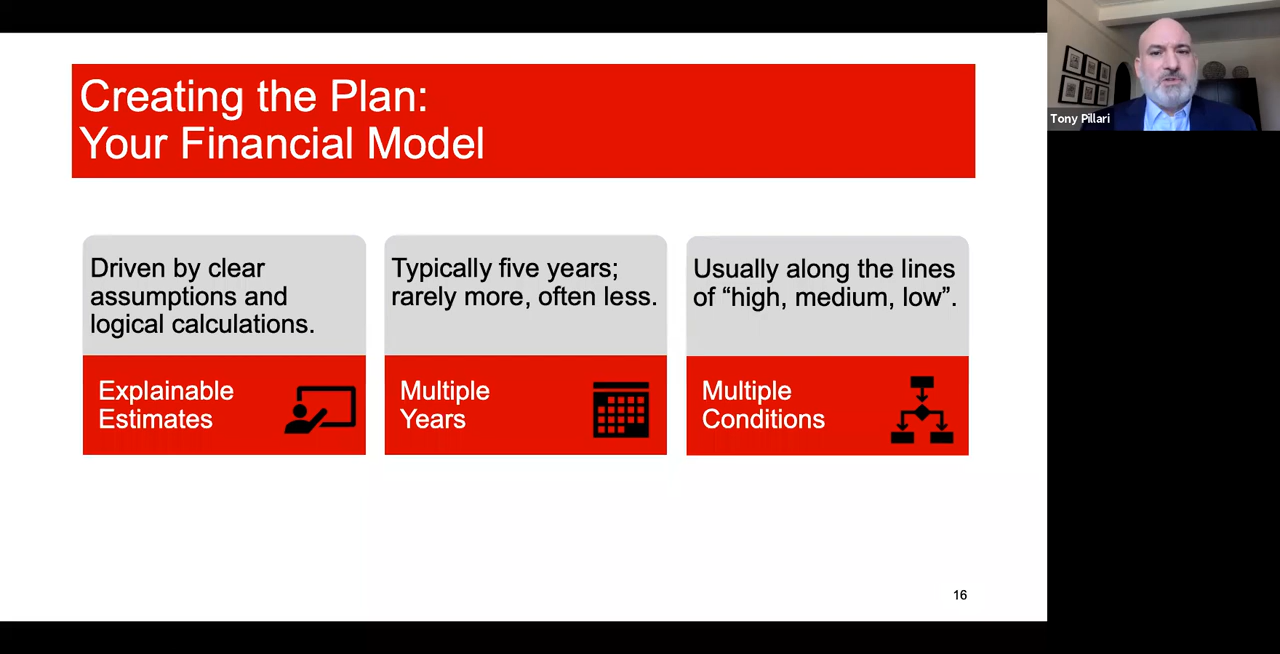 Creating the Plan:
Your Financial Model
Driven by clear
assumptions and
logical calculations.
Explainable
Estimates
Typically five years;
rarely more, often less.
Multiple
Years
Usually along the lines
of “high, medium, low”.
Multiple
Conditions
16
Tony Pillari